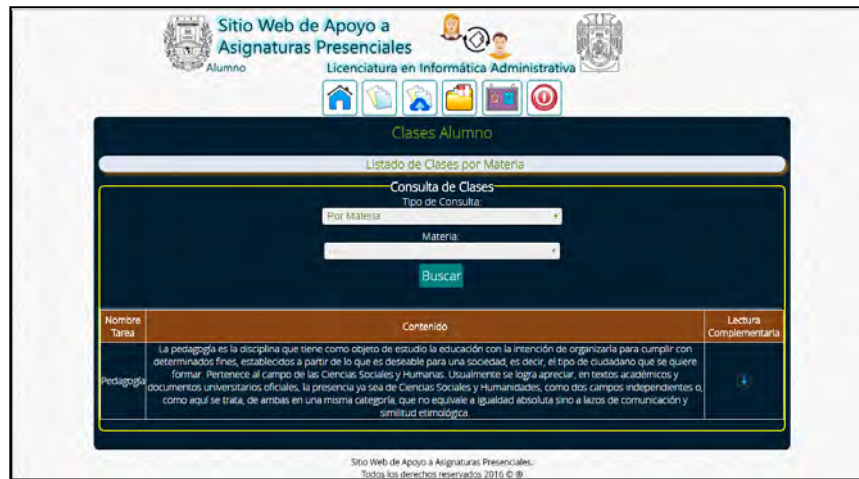 Sitio Web de Apoyo a
Asignaturas Presenciales
Alumno
Licenciatura en Informática Administrativa
Clases Alumno
Listado de Clases por Materia
Consulta de Clases
Tipo de Consulta:
Por Materia
Materia:
Buscar
Nombre
Tarea
Contenido
Lectura
Complementaria
Pedagogía
La pedagogía es la disciplina que tiene como objeto de estudio la educación con la intención de organizarla para cumplir con
determinados fines, establecidos a partir de lo que es deseable para una sociedad, es decir, el tipo de ciudadano que se quiere
formar. Pertenece al campo de las Ciencias Sociales y Humanas. Usualmente se logra apreciar, en textos académicos y
documentos universitarios oficiales, la presencia ya sea de Ciencias Sociales y Humanidades, como dos campos independientes o,
como aquí se trata, de ambas en una misma categoría, que no equivale a igualdad absoluta sino a lazos de comunicación y
similitud etimológica.
Sitio Web de Apoyo a Asignaturas Presenciales.
Todos los derechos reservados 2016 © ®